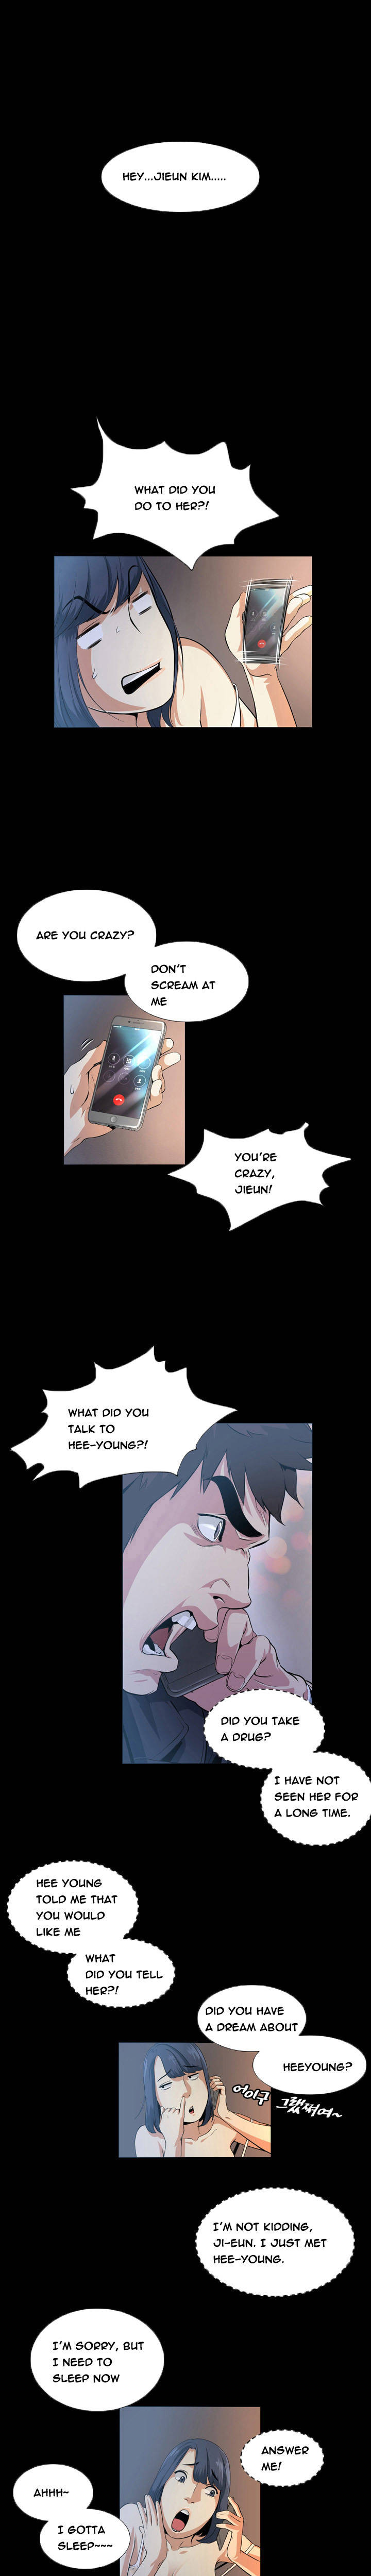 HEY...JIEUN KIM.....
WHAT DID YOU
DO TO HER?!
ARE YOU CRAZY?
DON'T
SCREAM AT
ME
YOU'RE
CRAZY,
JIEUN!
WHAT DID YOU
TALK TO
HEE-YOUNG?!
DID YOU TAKE
A DRUG?
I HAVE NOT
SEEN HER FOR
A LONG TIME.
HEE YOUNG
TOLD ME THAT
YOU WOULD
LIKE ME
WHAT
DID YOU TELL
HER?!
DID YOU HAVE
A DREAM ABOUT
HEEYOUNG?
어이구 그랬쪄여~
I'M NOT KIDDING,
JI-EUN. I JUST MET
HEE-YOUNG.
I'M SORRY, BUT
I NEED TO
SLEEP NOW
ANSWER
ME!
AHHH~
I GOTTA
SLEEP~~~